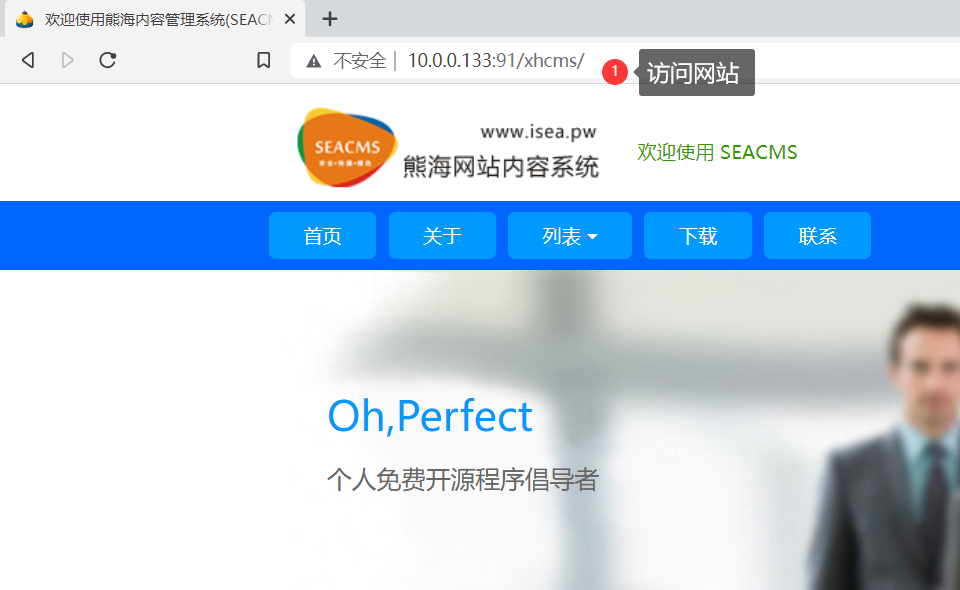 欢迎使用熊海内容管理系统(SEACM
不安全 10.0.0.133:91/xhcms/
1 访问网站
SEACMS
www.isea.pw
熊海网站内容系统
欢迎使用 SEACMS
首页 关于 列表 下载 联系
Oh,Perfect
个人免费开源程序倡导者